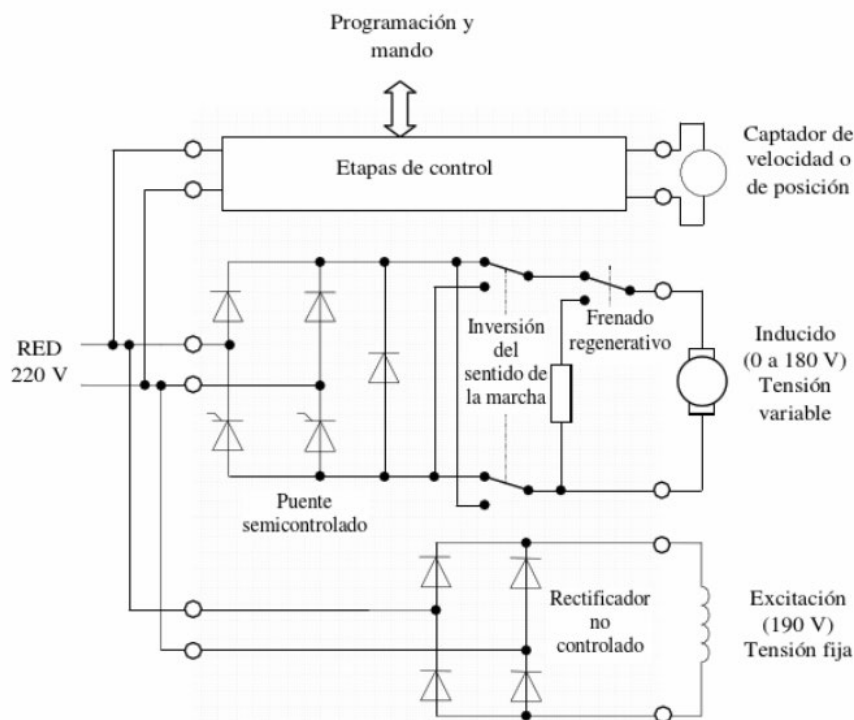 Programación y
mando
Etapas de control
Captador de
velocidad o
de posición
RED
220 V
Inversión
del
sentido de
la marcha
Frenado
regenerativo
Inducido
(0 a 180 V)
Tensión
variable
Puente
semicontrolado
Rectificador
no
controlado
Excitación
(190 V)
Tensión fija